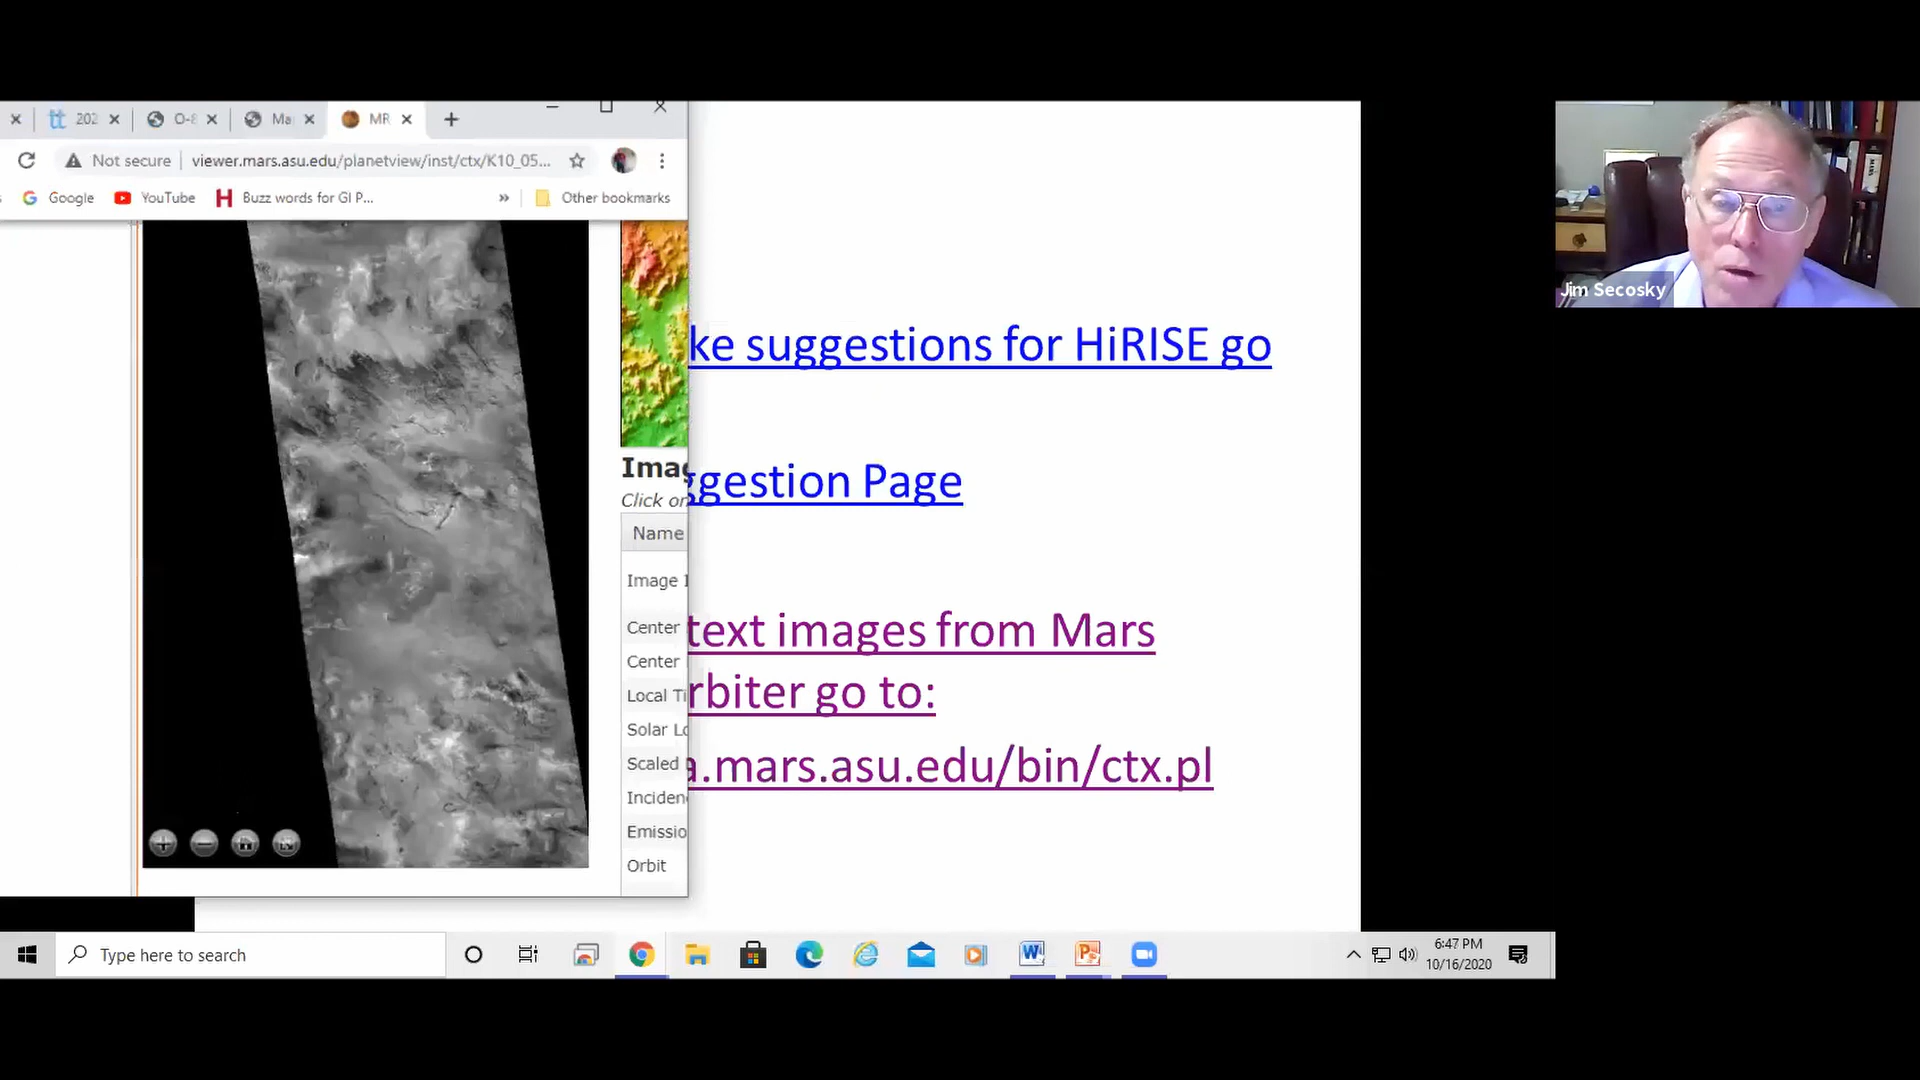 tt 202
O-8
Ma
MR
Not secure
viewer.mars.asu.edu/planetview/inst/ctx/K10_05...
Google
YouTube
H Buzz words for GI P...
»
Other bookmarks
Jim Secosky
ke suggestions for HiRISE go
Imag
Click on
ggestion Page
Name
Image I
Center
text images from Mars
Center
Local Ti
rbiter go to:
Solar Lo
Scaled
a.mars.asu.edu/bin/ctx.pl
Inciden
Emissio
Orbit
Type here to search
6:47 PM
10/16/2020